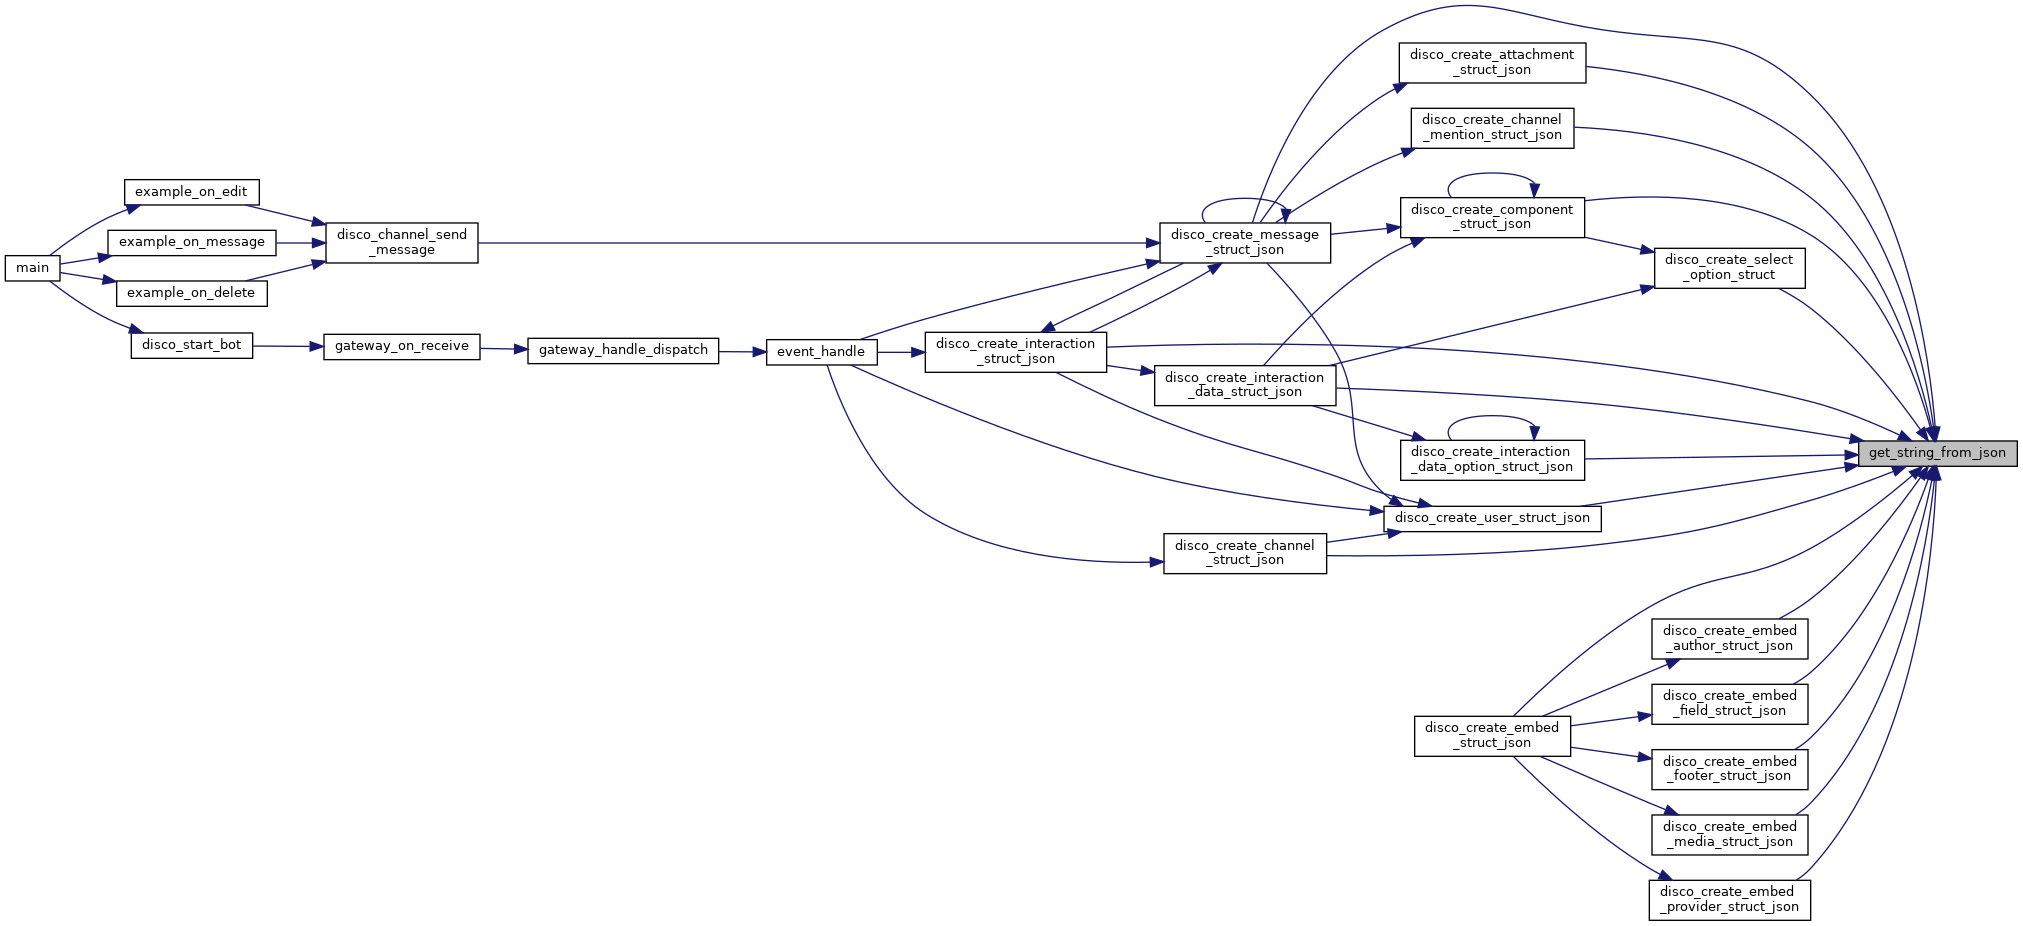 main
example_on_edit
example_on_message
example_on_delete
disco_start_bot
disco_channel_send
_message
gateway_on_receive
gateway_handle_dispatch
event_handle
disco_create_interaction
_struct_json
disco_create_message
_struct_json
disco_create_interaction
_data_struct_json
disco_create_channel
_struct_json
disco_create_attachment
_struct_json
disco_create_channel
_mention_struct_json
disco_create_component
_struct_json
disco_create_interaction
_data_option_struct_json
disco_create_user_struct_json
disco_create_embed
_struct_json
disco_create_select
_option_struct
disco_create_embed
_author_struct_json
disco_create_embed
_field_struct_json
disco_create_embed
_footer_struct_json
disco_create_embed
_media_struct_json
disco_create_embed
_provider_struct_json
get_string_from_json